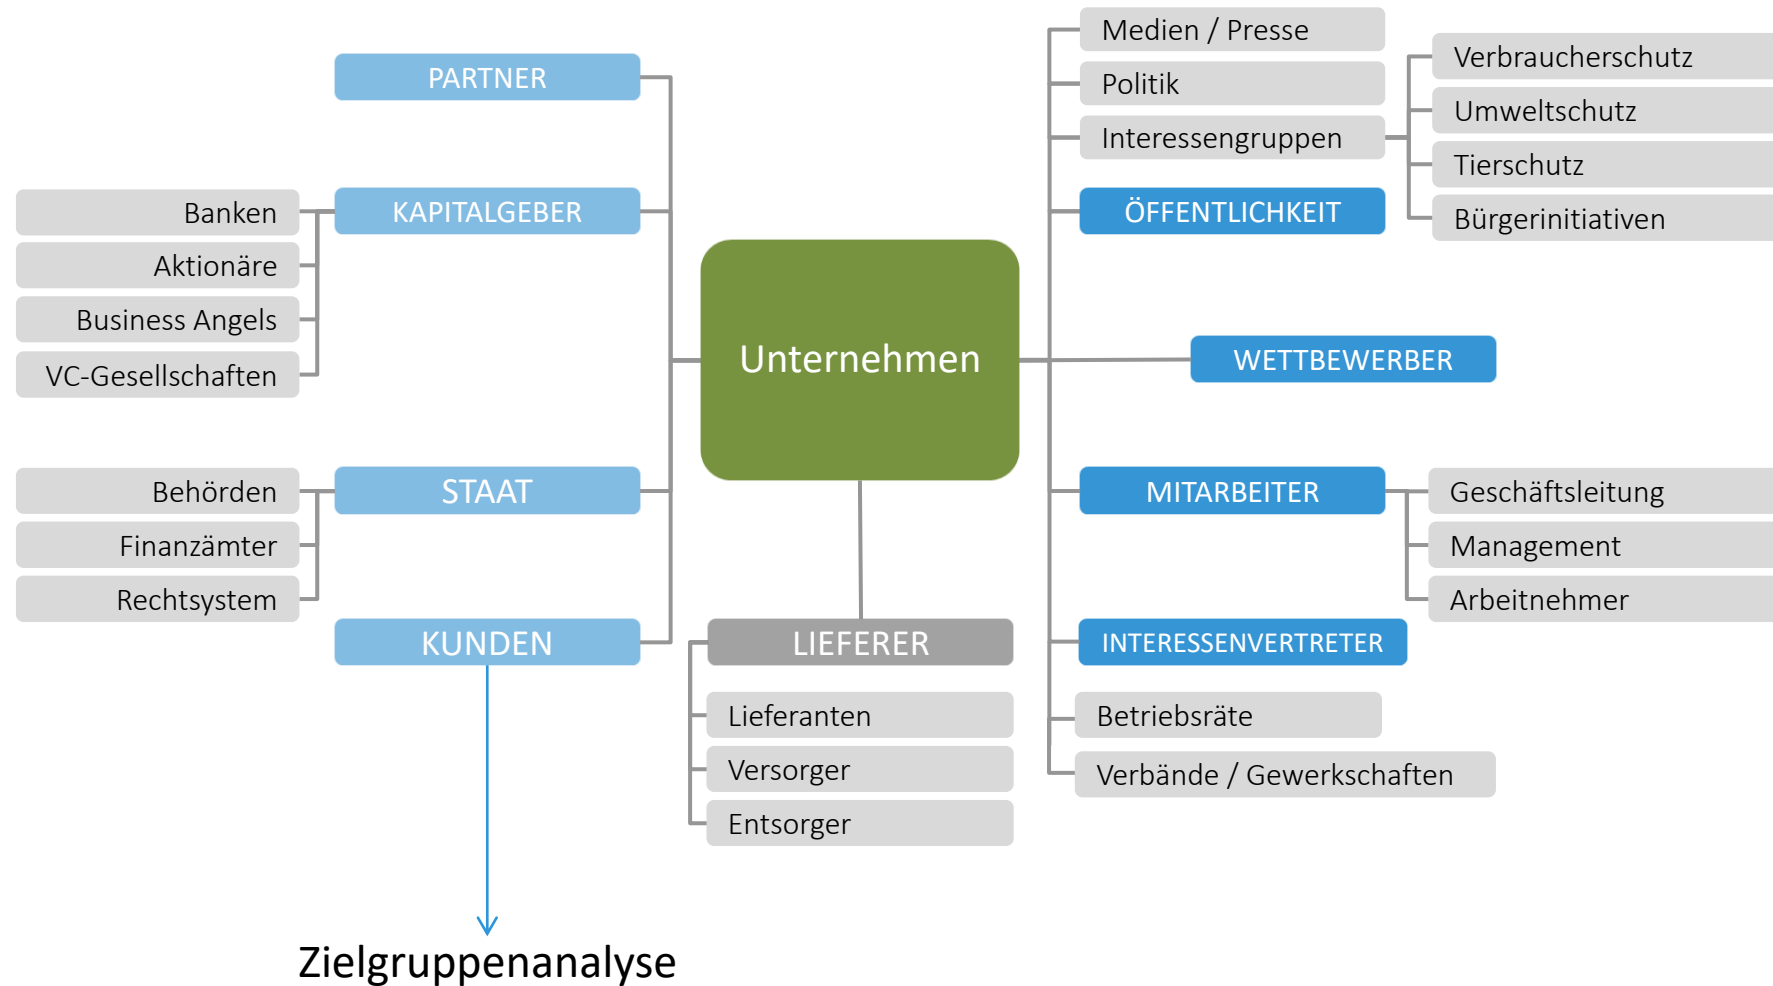 PARTNER
KAPITALGEBER
Banken
Aktionäre
Business Angels
VC-Gesellschaften
STAAT
Behörden
Finanzämter
Rechtsystem
KUNDEN
Zielgruppenanalyse
Unternehmen
LIEFERER
Lieferanten
Versorger
Entsorger
Medien / Presse
Politik
Interessengruppen
Verbraucherschutz
Umweltschutz
Tierschutz
Bürgerinitiativen
ÖFFENTLICHKEIT
WETTBEWERBER
MITARBEITER
Geschäftsleitung
Management
Arbeitnehmer
INTERESSENVERTRETER
Betriebsräte
Verbände / Gewerkschaften